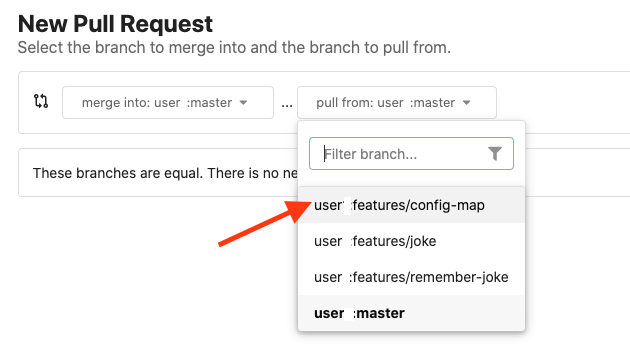 New Pull Request
Select the branch to merge into and the branch to pull from.
merge into: user :master ... pull from: user :master
Filter branch...
These branches are equal. There is no ne
user :features/config-map
user :features/joke
user :features/remember-joke
user :master